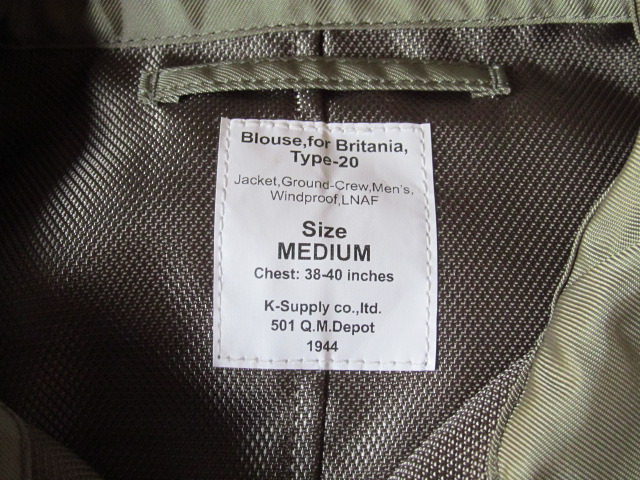 Blouse,for Britania,
Type-20
Jacket,Ground-Crew,Men's,
Windproof,LNAF
Size
MEDIUM
Chest: 38-40 inches
K-Supply co.,ltd.
501 Q.M.Depot
1944